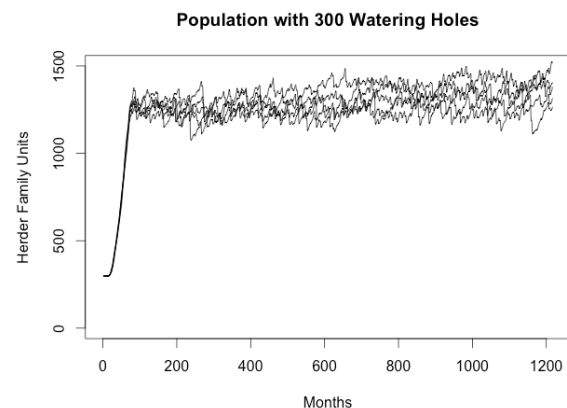 Population with 300 Watering Holes
Herder Family Units
1500
1000
500
0
0 200 400 600 800 1000 1200
Months